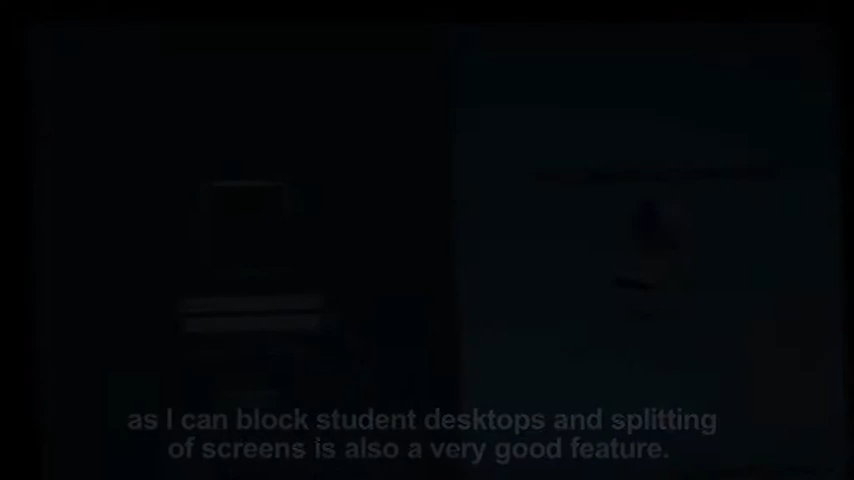 as I can block student desktops and splitting
of screens is also a very good feature.